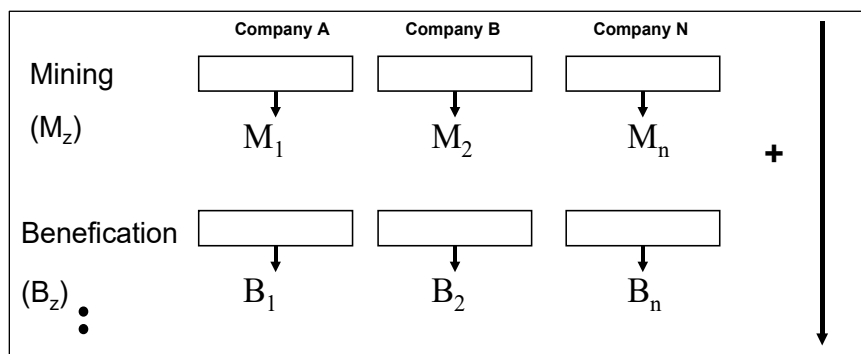 Company A Company B Company N
Mining
(Mz)
M1 M2 Mn
+
Benefication
(Bz)
B1 B2 Bn